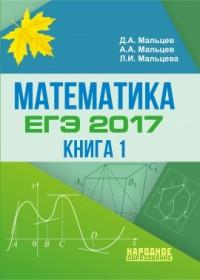 Д.А. Мальцев
А.А. Мальцев
Л.И. Мальцева
МАТЕМАТИКА
ЕГЭ 2017
КНИГА 1
A D B C
НАРОДНОЕ
ОБРАЗОВАНИЕ